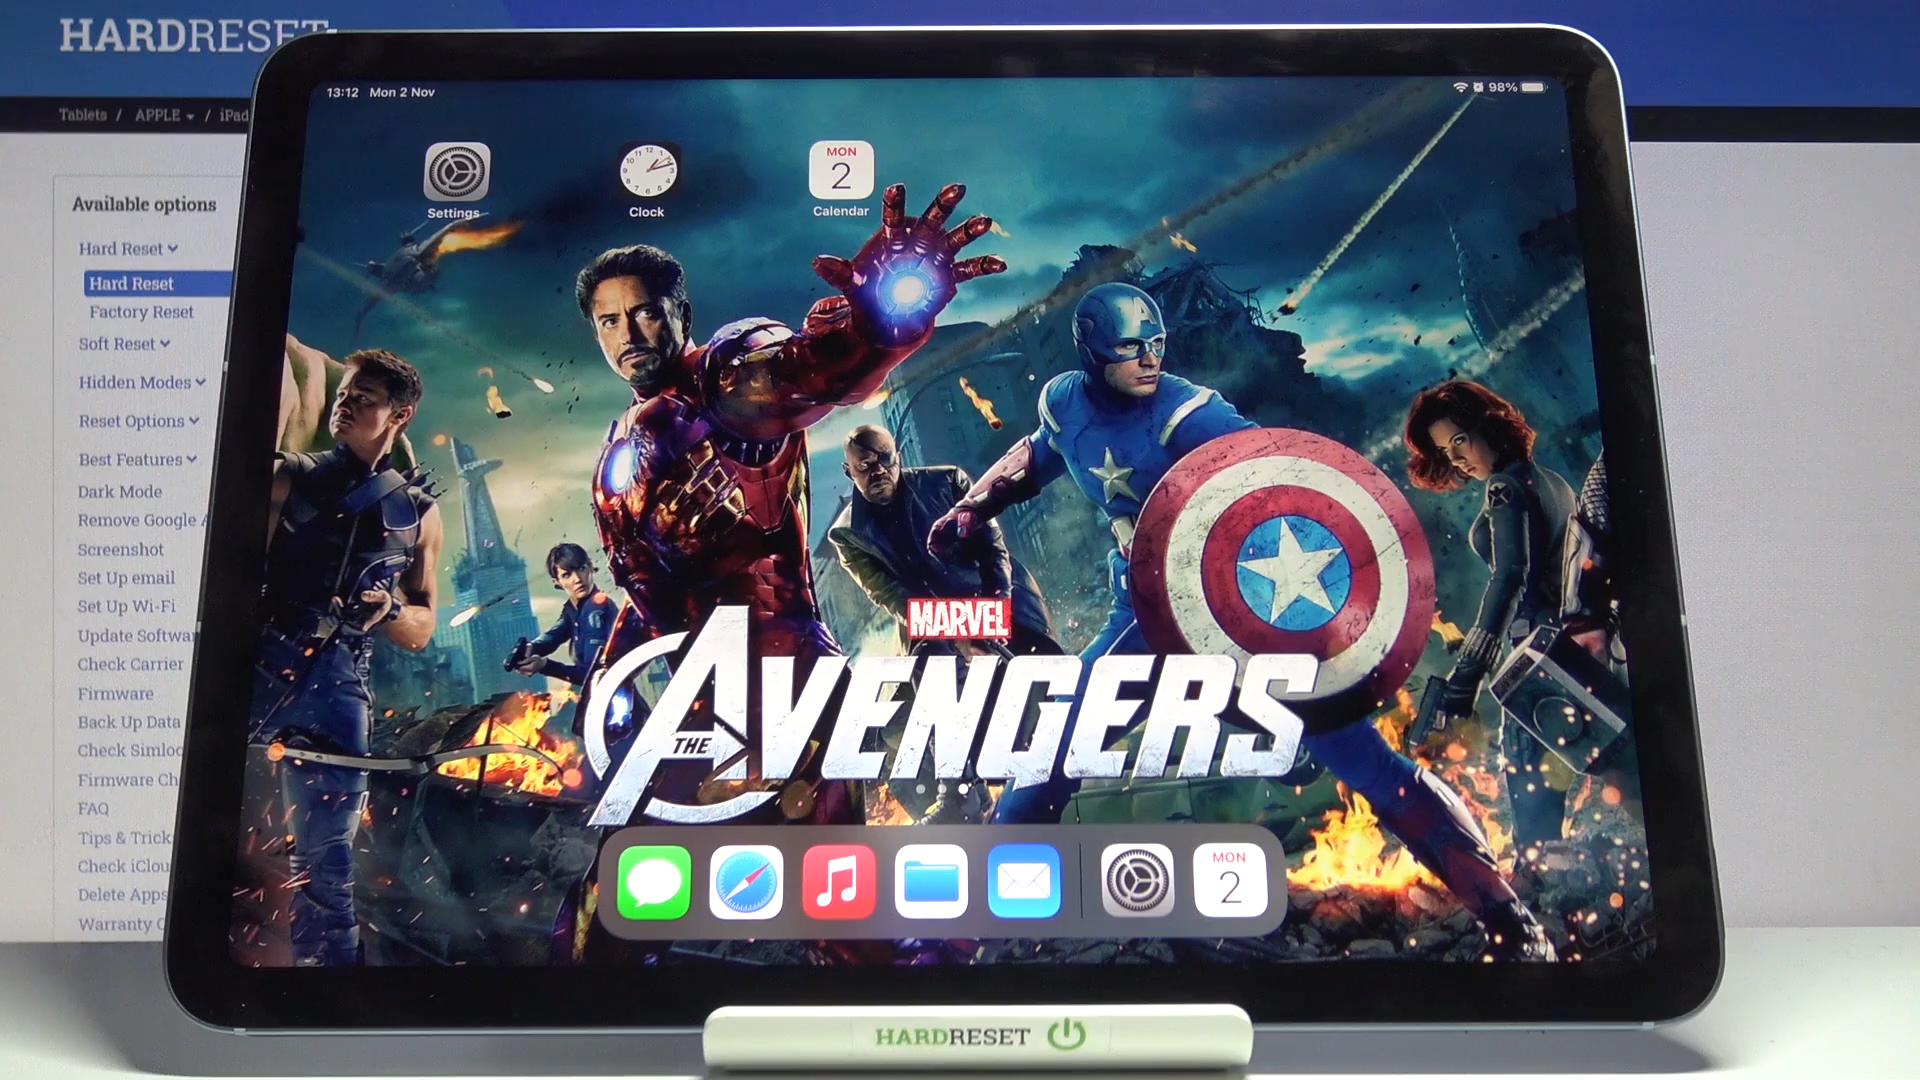 HARDRESET
Tablets / APPLE / iPad
Available options
Hard Reset
Hard Reset
Factory Reset
Soft Reset
Hidden Modes
Reset Options
Best Features
Dark Mode
Remove Google A
Screenshot
Set Up email
Set Up Wi-Fi
Update Softwar
Check Carrier
Firmware
Back Up Data
Check Simloc
Firmware Ch
FAQ
Tips & Trick
Check iClou
Delete Apps
Warranty C
13:12 Mon 2 Nov
98%
MON
2
Settings
Clock
Calendar
A
MARVEL
THE AVENGERS
MON
2
HARDRESET